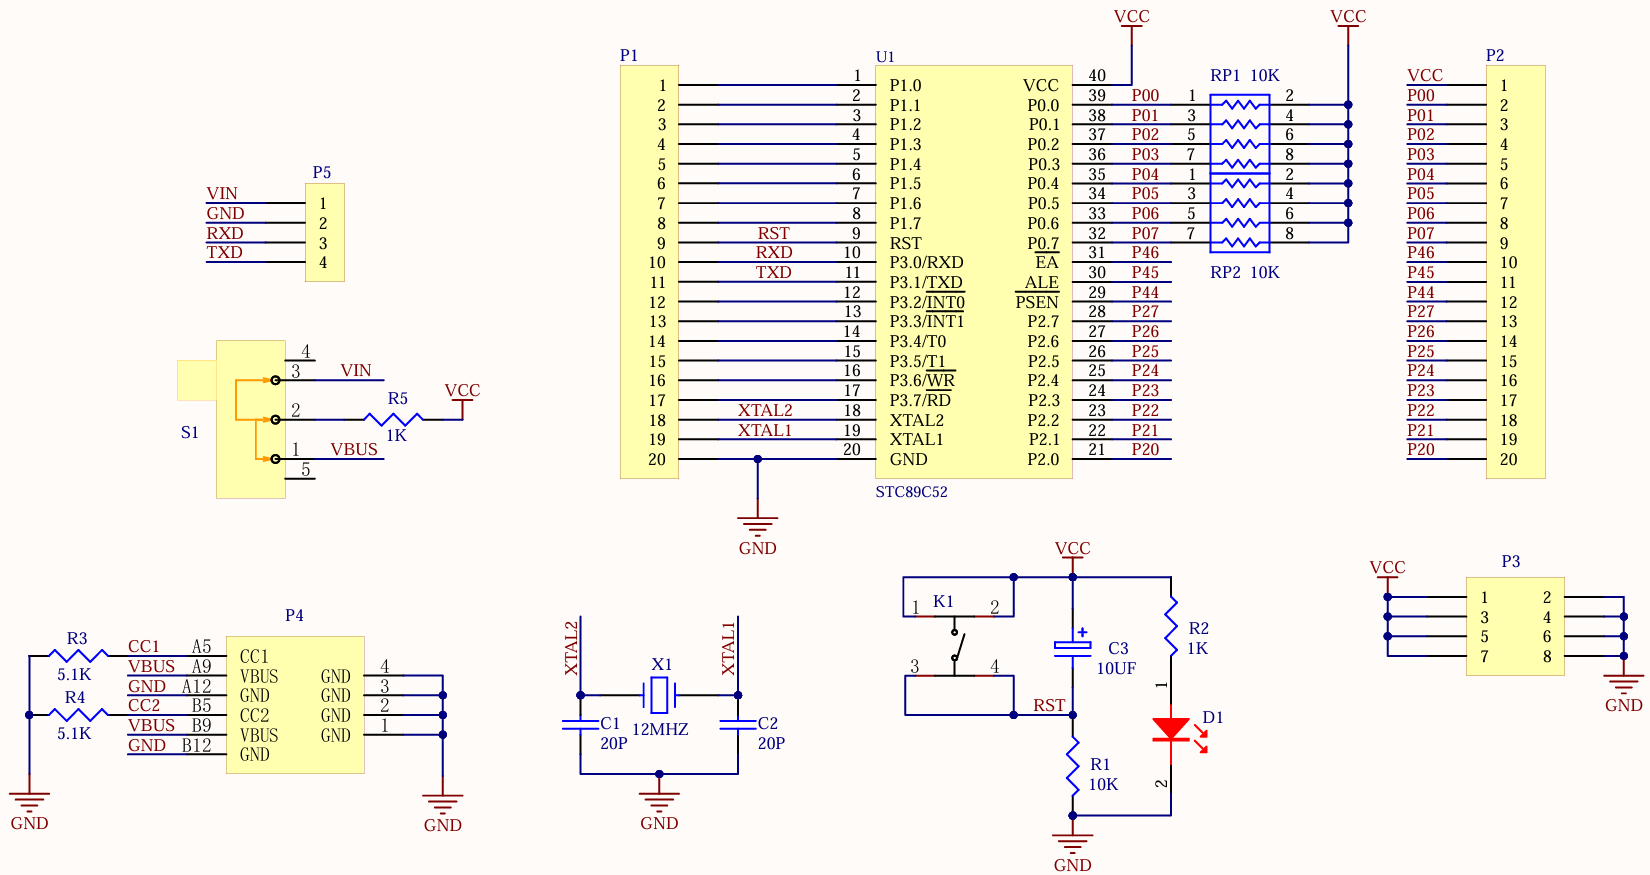 VCC
VCC
P1
U1
P2
1 1 P1.0 VCC 40 RP1 10K VCC 1
2 2 P1.1 P0.0 39 P00 1 2 P00 2
3 3 P1.2 P0.1 38 P01 3 4 P01 3
4 4 P1.3 P0.2 37 P02 5 6 P02 4
5 5 P1.4 P0.3 36 P03 7 8 P03 5
6 6 P1.5 P0.4 35 P04 1 2 P04 6
7 7 P1.6 P0.5 34 P05 3 4 P05 7
8 8 P1.7 P0.6 33 P06 5 6 P06 8
9 RST 9 RST P0.7 32 P07 7 8 P07 9
10 RXD 10 P3.0/RXD EA 31 P46 P46 10
11 TXD 11 P3.1/TXD ALE 30 P45 RP2 10K P45 11
12 12 P3.2/INT0 PSEN 29 P44 P44 12
13 13 P3.3/INT1 P2.7 28 P27 P27 13
14 14 P3.4/T0 P2.6 27 P26 P26 14
15 15 P3.5/T1 P2.5 26 P25 P25 15
16 16 P3.6/WR P2.4 25 P24 P24 16
17 17 P3.7/RD P2.3 24 P23 P23 17
18 XTAL2 18 XTAL2 P2.2 23 P22 P22 18
19 XTAL1 19 XTAL1 P2.1 22 P21 P21 19
20 20 GND P2.0 21 P20 P20 20
STC89C52
GND
P5
VIN 1
GND 2
RXD 3
TXD 4
4
3 VIN
2 R5 VCC
1K
S1
1 VBUS
5
P4
R3 CC1 A5 CC1
5.1K VBUS A9 VBUS GND 4
GND A12 GND GND 3
R4 CC2 B5 CC2 GND 2
5.1K VBUS B9 VBUS GND 1
GND B12 GND
GND
GND
XTAL2
XTAL1
X1
C1
12MHZ
C2
20P
20P
GND
VCC
K1
1 2
3 4
C3
10UF
R2
1K
RST
1
D1
R1
10K
2
GND
VCC
P3
1 2
3 4
5 6
7 8
GND